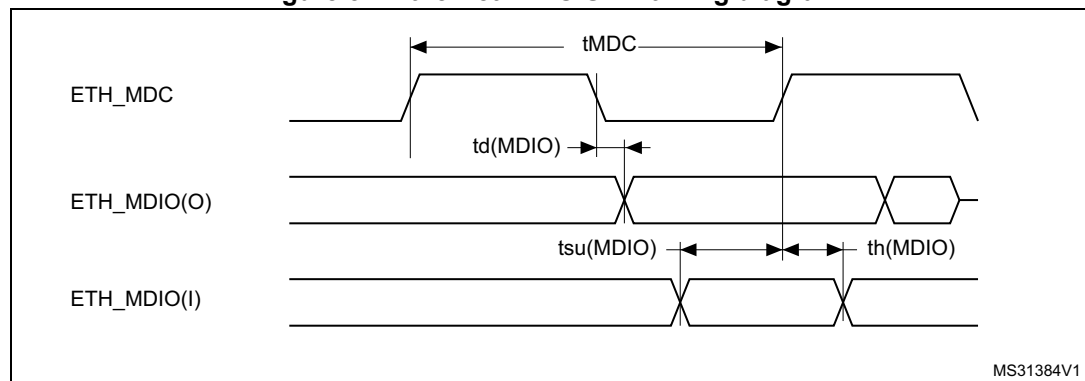 tMDC
ETH_MDC
td(MDIO)
ETH_MDIO(O)
tsu(MDIO) th(MDIO)
ETH_MDIO(I)
MS31384V1